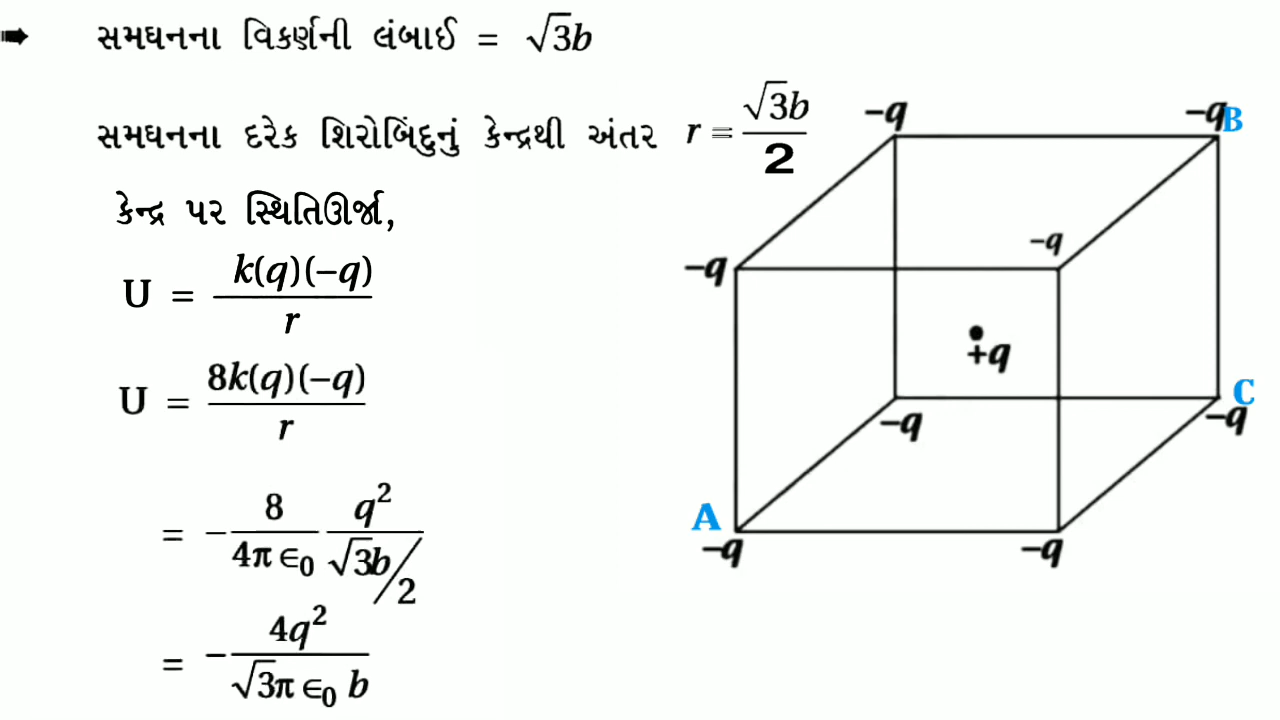 ➠ સમઘનના વિકર્ણની લંબાઈ = √3b
સમઘનના દરેક શિરોબિંદુનું કેન્દ્રથી અંતર r = √3b / 2
કેન્દ્ર પર સ્થિતિઊર્જા,
U = k(q)(−q) / r
U = 8k(q)(−q) / r
= − 8 / 4π∈₀ q² / √3b/2
= − 4q² / √3π∈₀ b
−q
−q B
−q
−q
+q
−q
C
−q
A
−q
−q